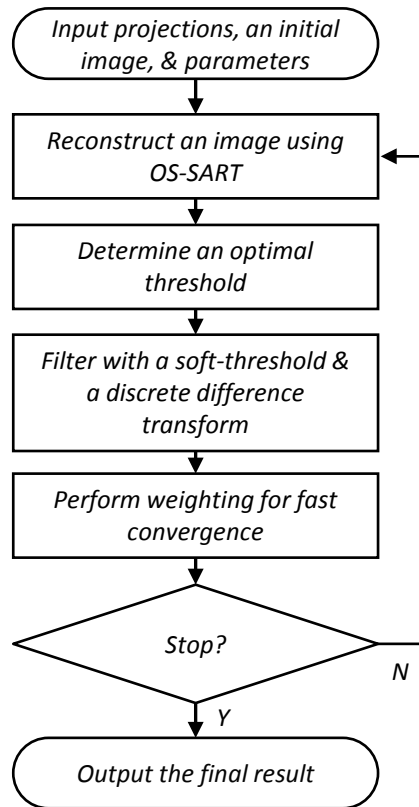 Input projections, an initial
image, & parameters
Reconstruct an image using
OS-SART
Determine an optimal
threshold
Filter with a soft-threshold &
a discrete difference
transform
Perform weighting for fast
convergence
Stop?
N
Y
Output the final result